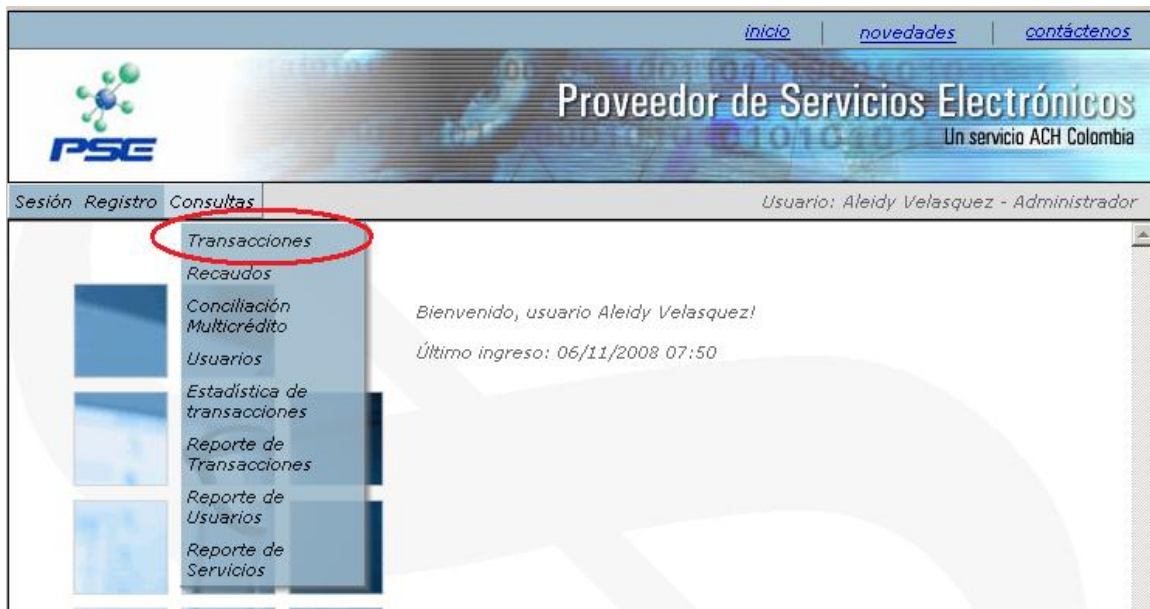 inicio | novedades | contáctenos
PSE
Proveedor de Servicios Electrónicos
Un servicio ACH Colombia
Sesión Registro Consultas
Usuario: Aleidy Velasquez - Administrador
Transacciones
Recaudos
Conciliación
Multicrédito
Usuarios
Estadística de
transacciones
Reporte de
Transacciones
Reporte de
Usuarios
Reporte de
Servicios
Bienvenido, usuario Aleidy Velasquez!
Último ingreso: 06/11/2008 07:50